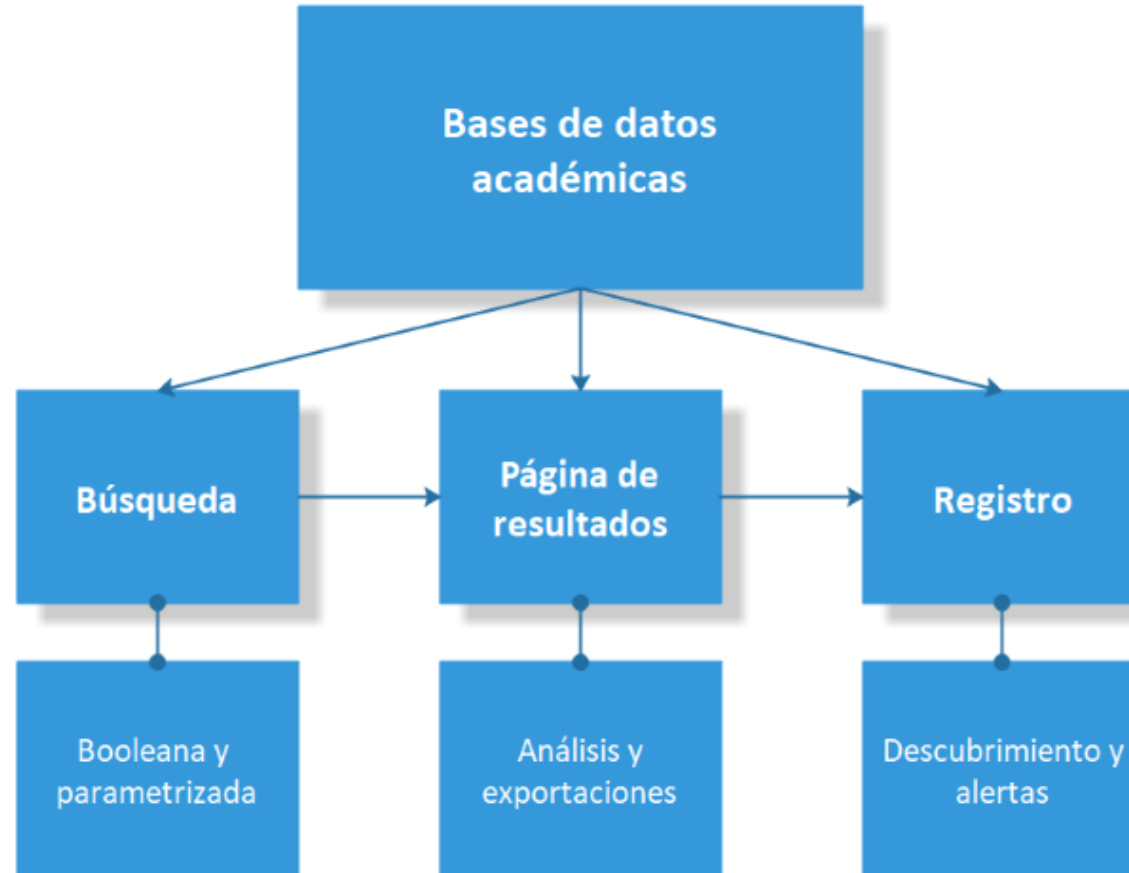 Bases de datos
académicas
Búsqueda
Página de
resultados
Registro
Booleana y
parametrizada
Análisis y
exportaciones
Descubrimiento y
alertas